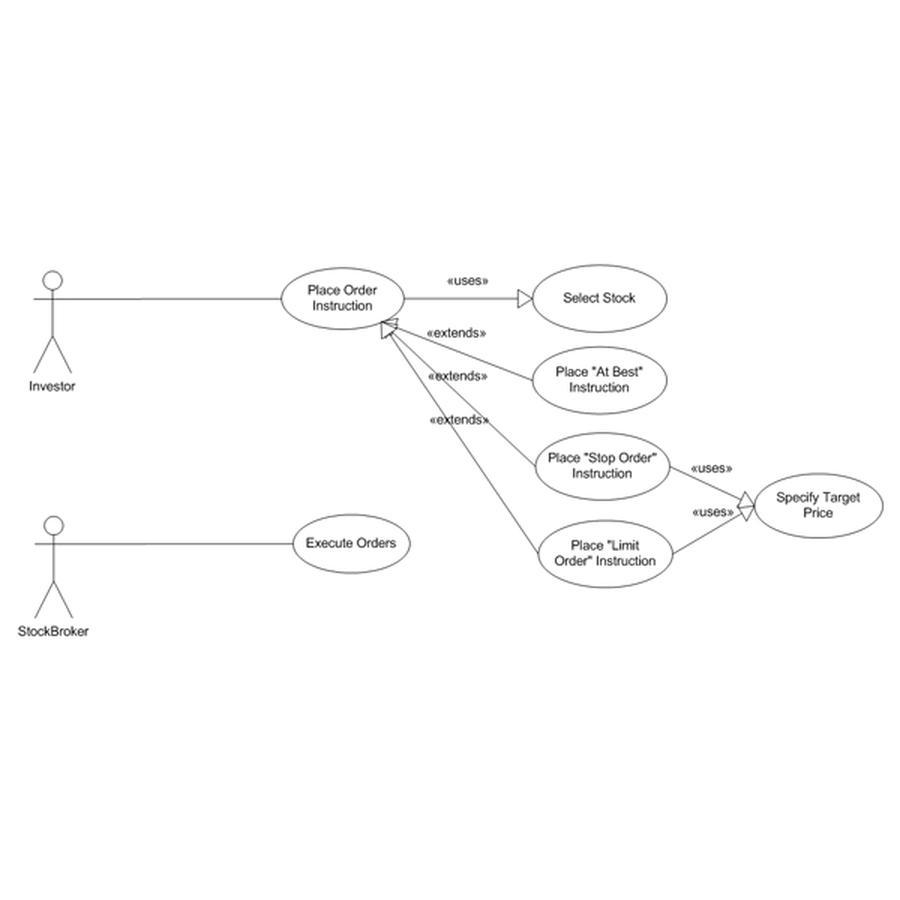 Place Order
Instruction
«uses»
Select Stock
«extends»
Place "At Best"
Instruction
«extends»
Investor
«extends»
Place "Stop Order"
Instruction
«uses»
Specify Target
Price
«uses»
Execute Orders
Place "Limit
Order" Instruction
StockBroker